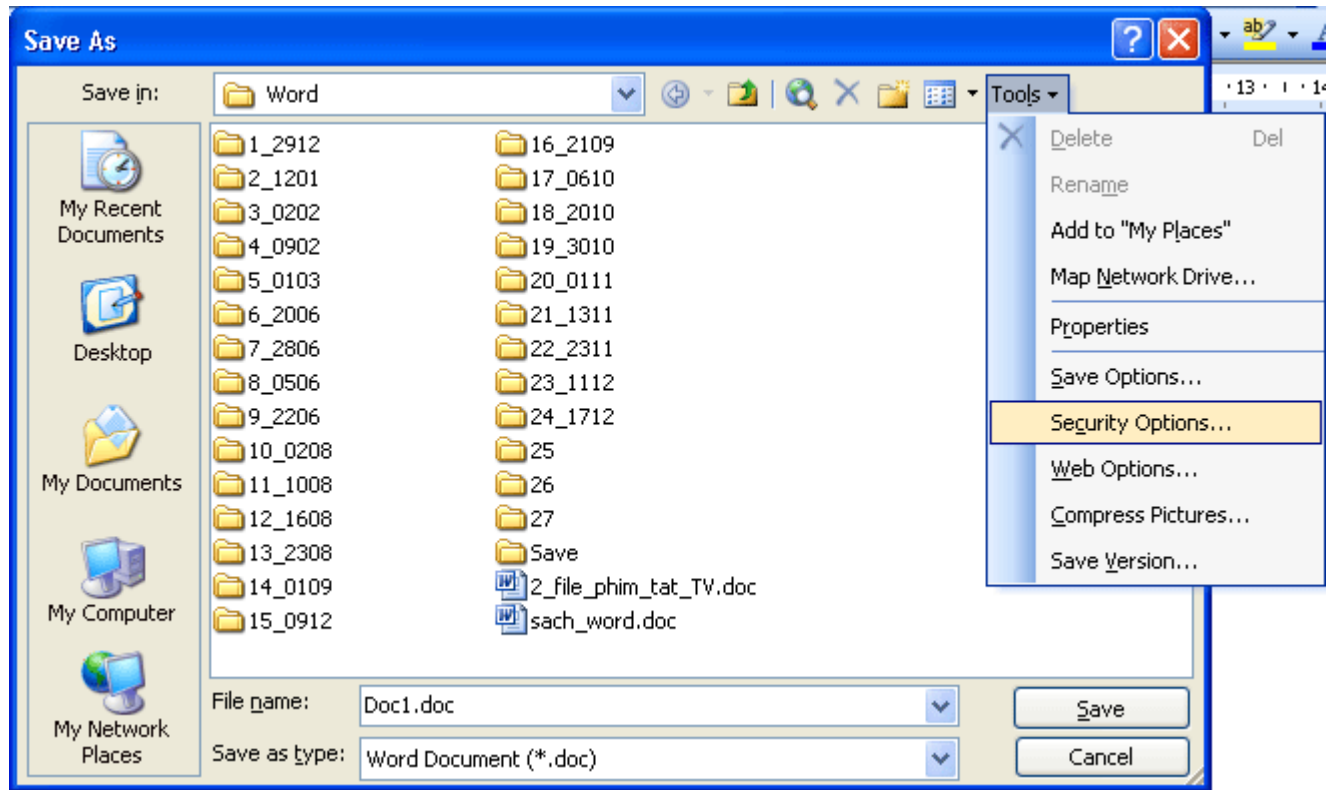 Save As
Save in:
Word
Tools
·13· ı ·14
My Recent
Documents
Desktop
My Documents
My Computer
My Network
Places
1_2912
2_1201
3_0202
4_0902
5_0103
6_2006
7_2806
8_0506
9_2206
10_0208
11_1008
12_1608
13_2308
14_0109
15_0912
16_2109
17_0610
18_2010
19_3010
20_0111
21_1311
22_2311
23_1112
24_1712
25
26
27
Save
2_file_phim_tat_TV.doc
sach_word.doc
Delete Del
Rename
Add to "My Places"
Map Network Drive...
Properties
Save Options...
Security Options...
Web Options...
Compress Pictures...
Save Version...
File name: Doc1.doc
Save
Save as type: Word Document (*.doc)
Cancel